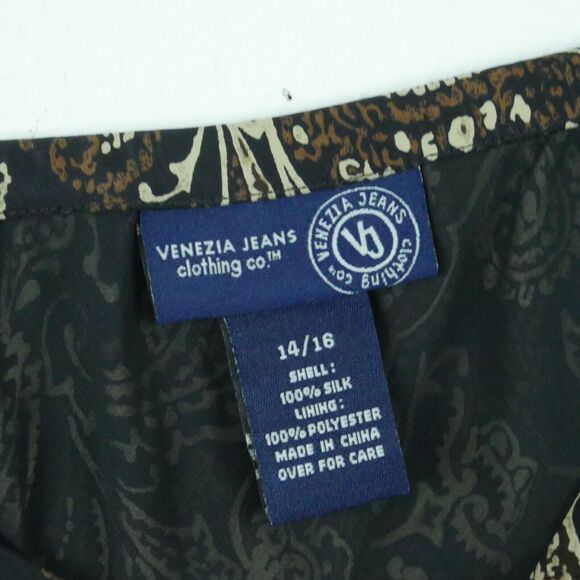 VENEZIA JEANS
clothing co.™
VENEZIA JEANS
clothing co™
VJ
14/16
SHELL:
100% SILK
LINING:
100% POLYESTER
MADE IN CHINA
OVER FOR CARE